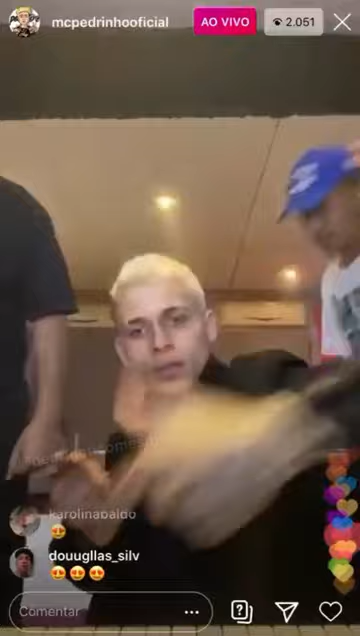 mcpedrinhooficial
AO VIVO
2.051
karolinabaldo
😍
douugllas_silv
😍😍😍
Comentar